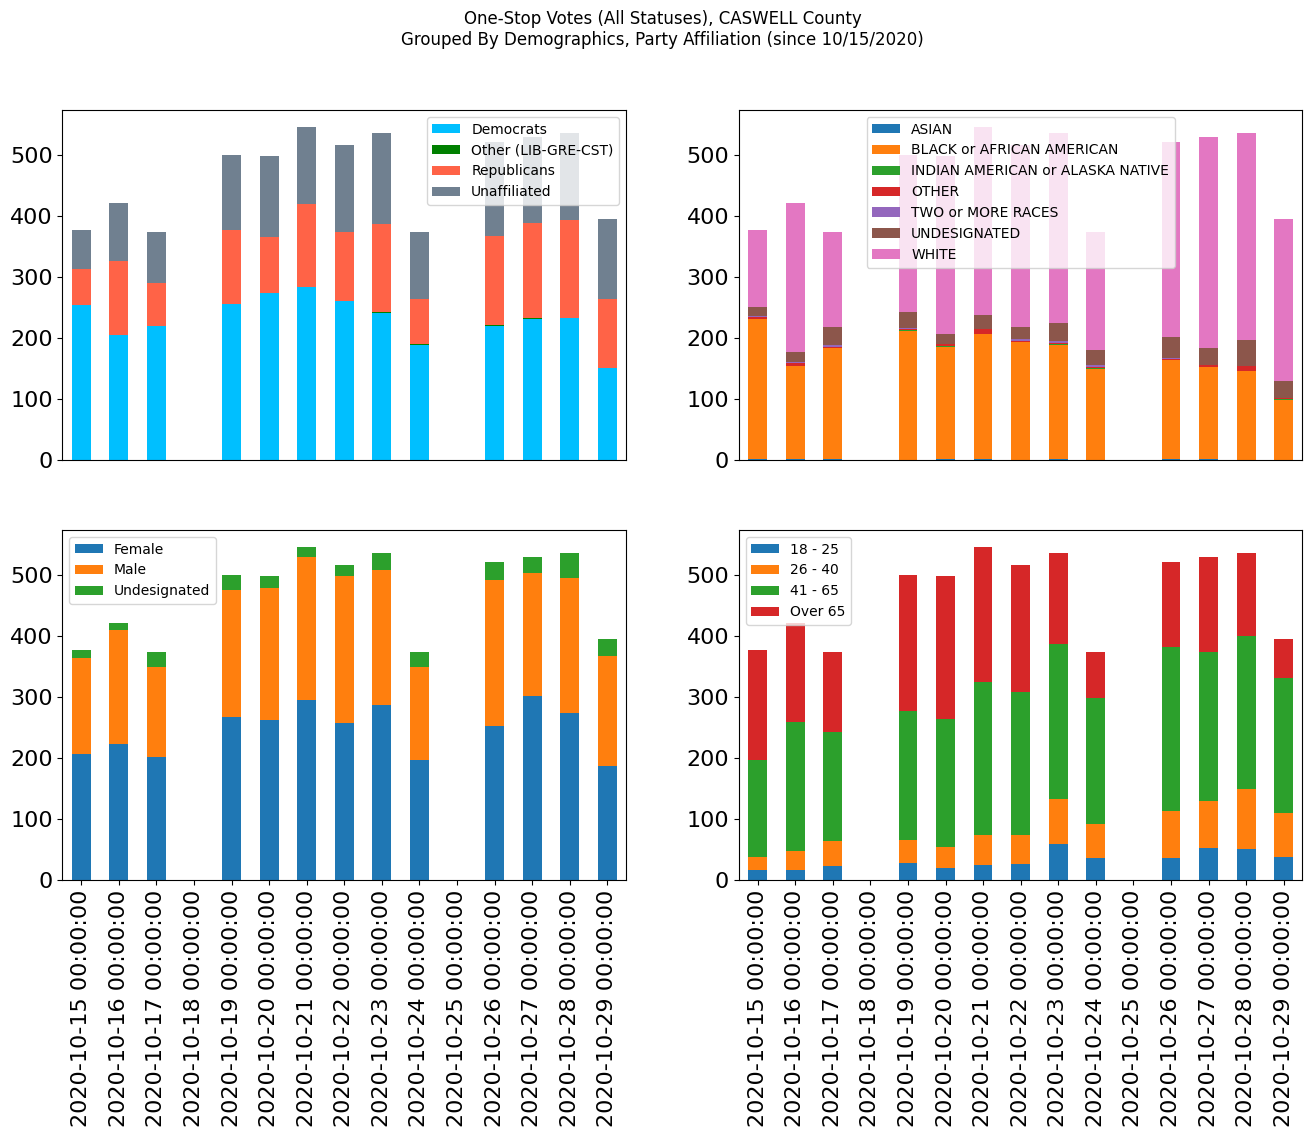 One-Stop Votes (All Statuses), CASWELL County
Grouped By Demographics, Party Affiliation (since 10/15/2020)
500
400
300
200
100
0
Democrats
Other (LIB-GRE-CST)
Republicans
Unaffiliated
500
400
300
200
100
0
ASIAN
BLACK or AFRICAN AMERICAN
INDIAN AMERICAN or ALASKA NATIVE
OTHER
TWO or MORE RACES
UNDESIGNATED
WHITE
500
400
300
200
100
0
Female
Male
Undesignated
2020-10-15 00:00:00
2020-10-16 00:00:00
2020-10-17 00:00:00
2020-10-18 00:00:00
2020-10-19 00:00:00
2020-10-20 00:00:00
2020-10-21 00:00:00
2020-10-22 00:00:00
2020-10-23 00:00:00
2020-10-24 00:00:00
2020-10-25 00:00:00
2020-10-26 00:00:00
2020-10-27 00:00:00
2020-10-28 00:00:00
2020-10-29 00:00:00
500
400
300
200
100
0
18 - 25
26 - 40
41 - 65
Over 65
2020-10-15 00:00:00
2020-10-16 00:00:00
2020-10-17 00:00:00
2020-10-18 00:00:00
2020-10-19 00:00:00
2020-10-20 00:00:00
2020-10-21 00:00:00
2020-10-22 00:00:00
2020-10-23 00:00:00
2020-10-24 00:00:00
2020-10-25 00:00:00
2020-10-26 00:00:00
2020-10-27 00:00:00
2020-10-28 00:00:00
2020-10-29 00:00:00